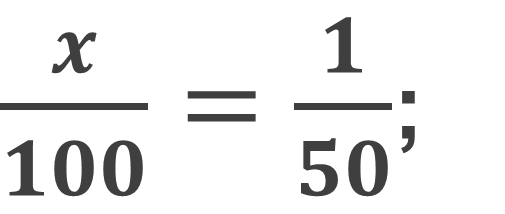 x/100 = 1/50;